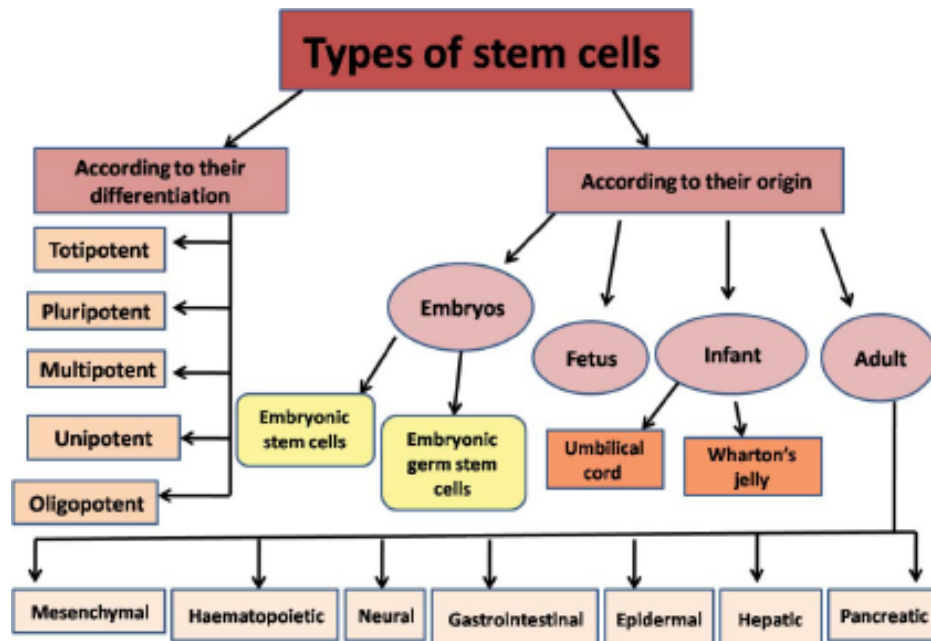 Types of stem cells
According to their
differentiation
According to their origin
Totipotent
Pluripotent
Multipotent
Unipotent
Oligopotent
Embryos
Fetus
Infant
Adult
Embryonic
stem cells
Embryonic
germ stem
cells
Umbilical
cord
Wharton's
jelly
Mesenchymal
Haematopoietic
Neural
Gastrointestinal
Epidermal
Hepatic
Pancreatic